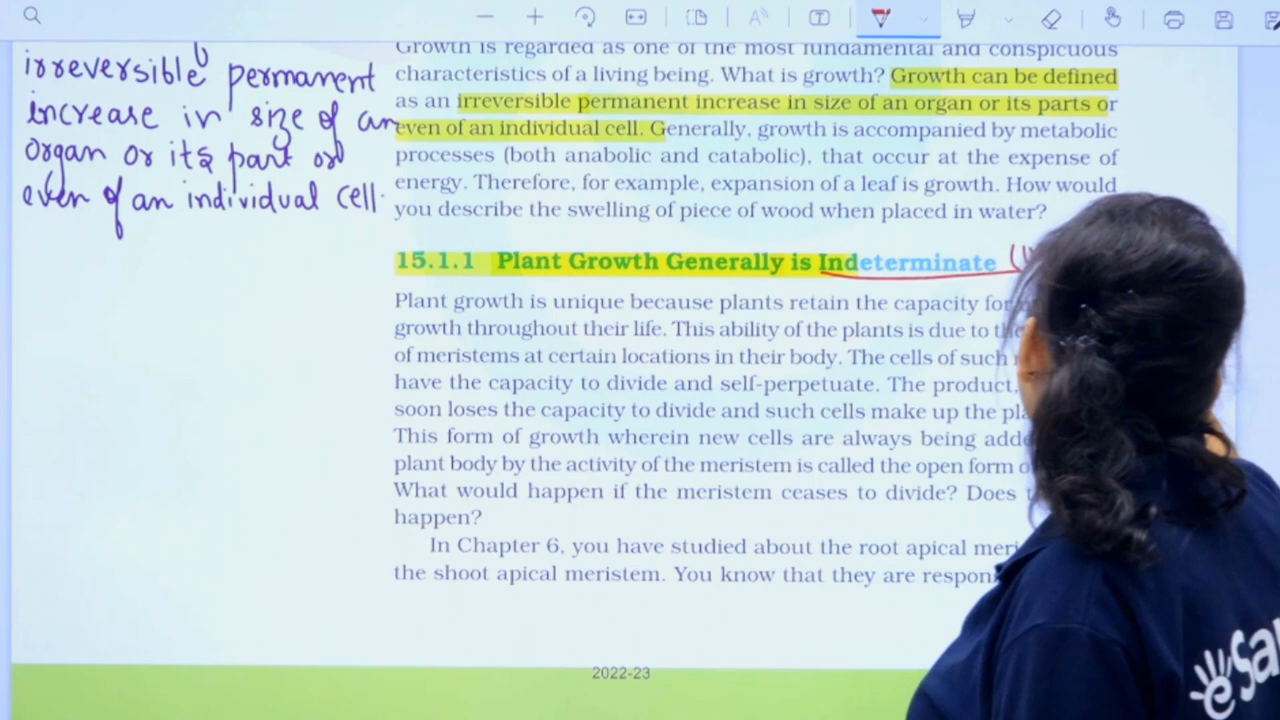 irreversible permanent
increase in size of an
organ or its part or
even of an individual cell.
Growth is regarded as one of the most fundamental and conspicuous
characteristics of a living being. What is growth? Growth can be defined
as an irreversible permanent increase in size of an organ or its parts or
even of an individual cell. Generally, growth is accompanied by metabolic
processes (both anabolic and catabolic), that occur at the expense of
energy. Therefore, for example, expansion of a leaf is growth. How would
you describe the swelling of piece of wood when placed in water?
15.1.1 Plant Growth Generally is Indeterminate
Plant growth is unique because plants retain the capacity for
growth throughout their life. This ability of the plants is due to
of meristems at certain locations in their body. The cells of such
have the capacity to divide and self-perpetuate. The product,
soon loses the capacity to divide and such cells make up the
This form of growth wherein new cells are always being
plant body by the activity of the meristem is called the open form
What would happen if the meristem ceases to divide? Does
happen?
In Chapter 6, you have studied about the root apical
the shoot apical meristem. You know that they are
2022-23